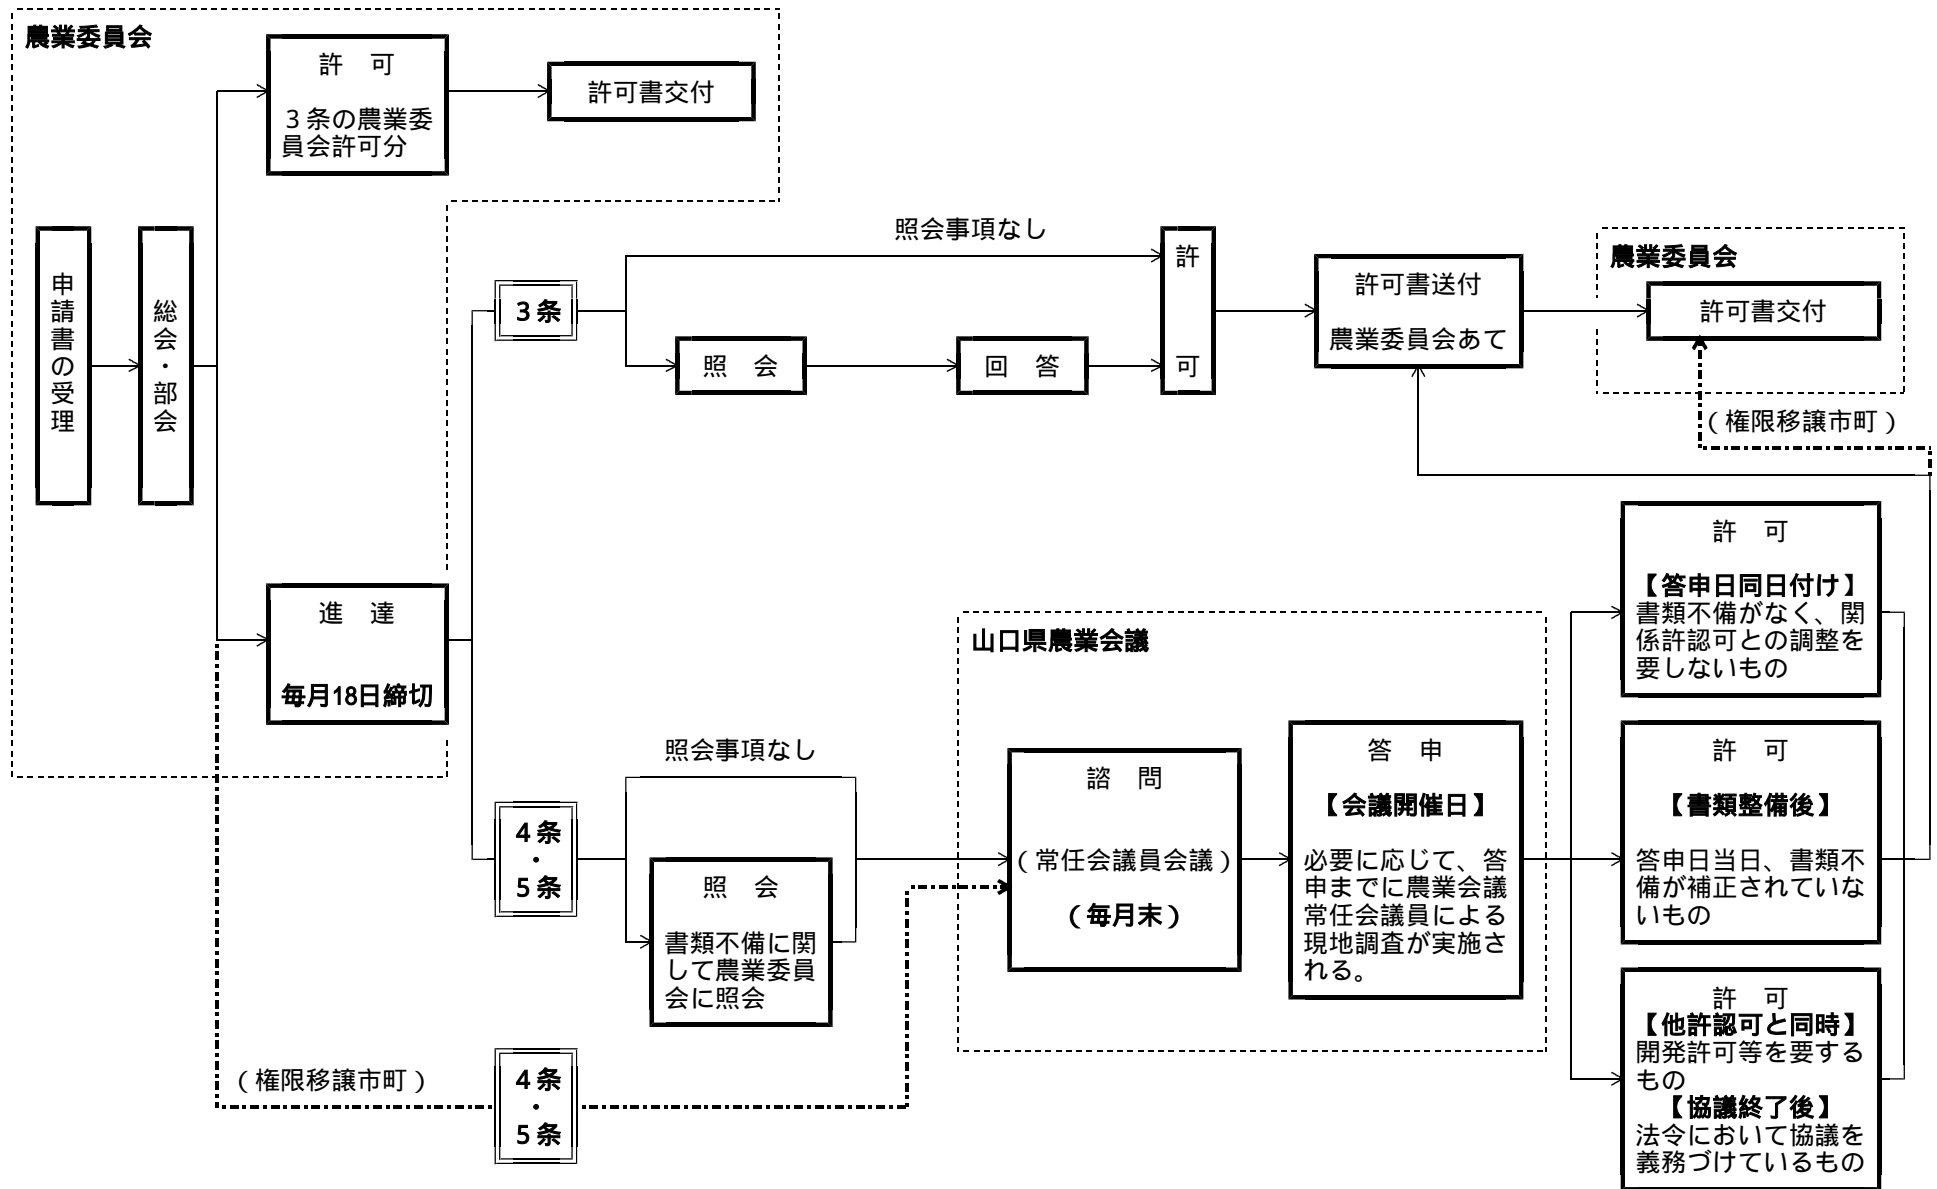 農業委員会
許　可
３条の農業委
員会許可分
許可書交付
申請書の受理
総会・部会
進　達
毎月18日締切
３条
照会事項なし
照　会
回　答
許可
許可書送付
農業委員会あて
農業委員会
許可書交付
（権限移譲市町）
４条
・
５条
照会事項なし
照　会
書類不備に関
して農業委員
会に照会
（権限移譲市町）
４条
・
５条
山口県農業会議
諮　問
（常任会議員会議）
（毎月末）
答　申
【会議開催日】
必要に応じて、答
申までに農業会議
常任会議員による
現地調査が実施さ
れる。
許　可
【答申日同日付け】
書類不備がなく、関
係許認可との調整を
要しないもの
許　可
【書類整備後】
答申日当日、書類不
備が補正されていな
いもの
許　可
【他許認可と同時】
開発許可等を要する
もの
【協議終了後】
法令において協議を
義務づけているもの